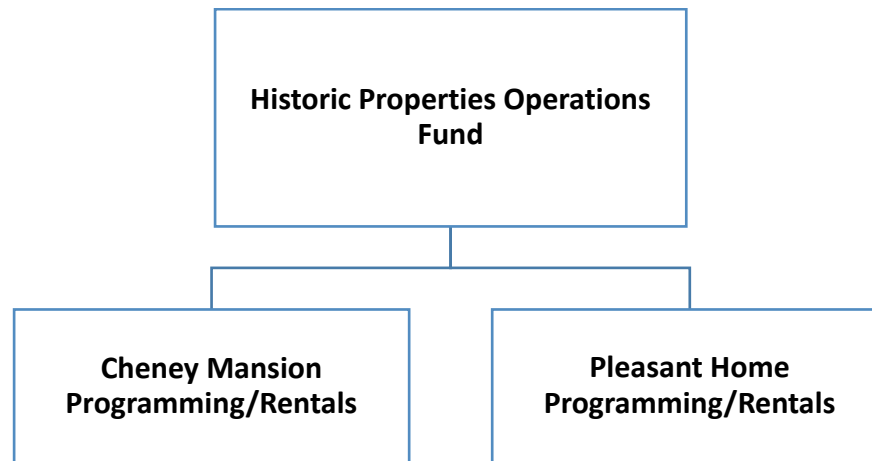 Historic Properties Operations
Fund
Cheney Mansion
Programming/Rentals
Pleasant Home
Programming/Rentals